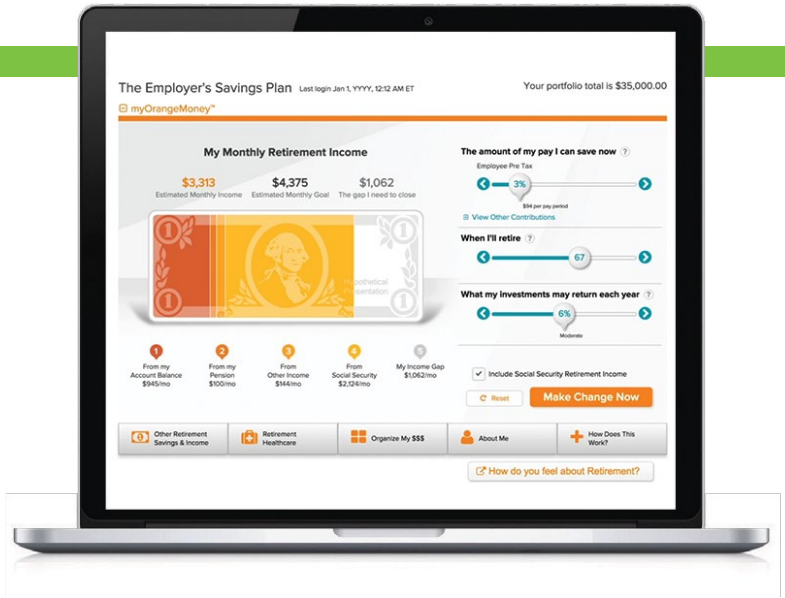 The Employer's Savings Plan Last login Jan 1, YYYY, 12:12 AM ET
Your portfolio total is $35,000.00
myOrangeMoney™
My Monthly Retirement Income
$3,313 $4,375 $1,062
Estimated Monthly Income Estimated Monthly Goal The gap I need to close
1 1
Hypothetical
Presentation
1 1
1 2 3 4 5
From my From my From From My Income Gap
Account Balance Pension Other Income Social Security $1,062/mo
$945/mo $100/mo $144/mo $2,124/mo
The amount of my pay I can save now ?
Employee Pre Tax
3%
$94 per pay period
View Other Contributions
When I'll retire ?
67
What my investments may return each year ?
6%
Moderate
Include Social Security Retirement Income
Reset Make Change Now
Other Retirement
Savings & Income
Retirement
Healthcare
Organize My $$$
About Me
How Does This
Work?
How do you feel about Retirement?